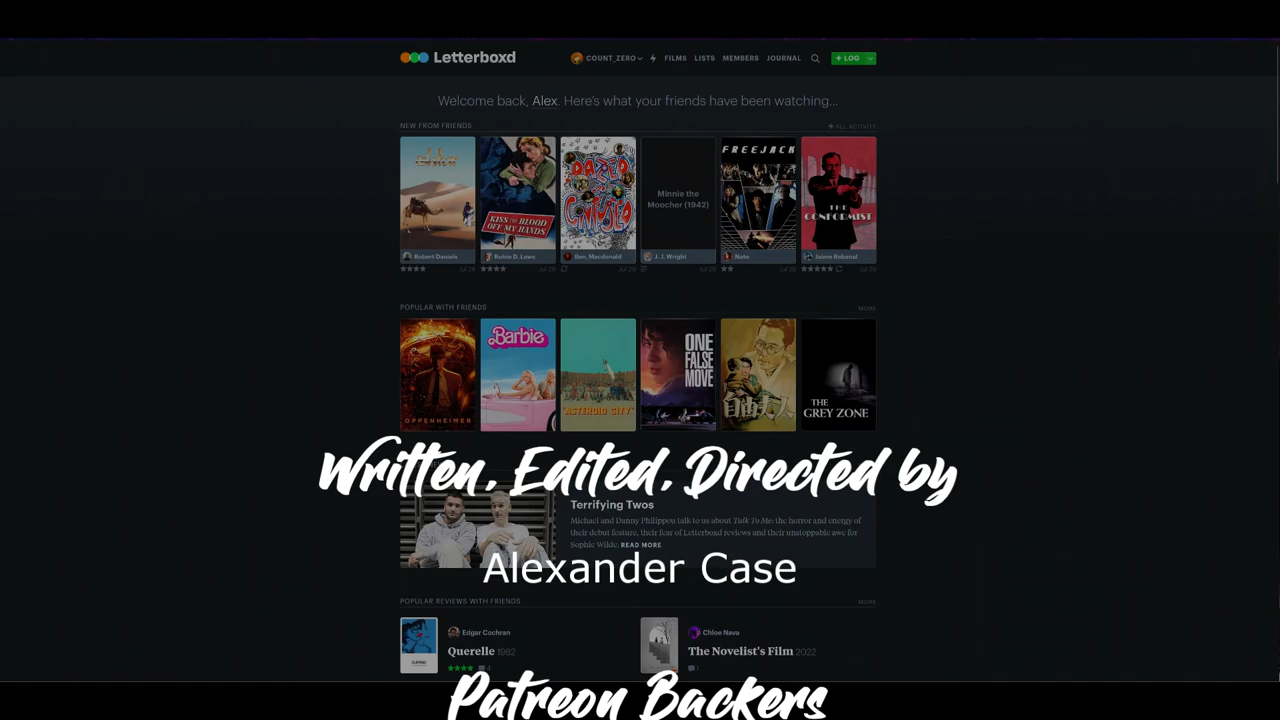 Letterboxd
COUNT_ZERO FILMS LISTS MEMBERS JOURNAL + LOG
Welcome back, Alex. Here's what your friends have been watching...
NEW FROM FRIENDS
ALL ACTIVITY
KISS THE BLOOD OFF MY HANDS
DAZED AND CONFUSED
Minnie the
Moocher (1942)
FREEJACK
THE
CONFORMIST
Robert Daniels
Robin D. Laws
Ben_Macdonald
J. J. Wright
Nate
Jaime Rebanal
POPULAR WITH FRIENDS
MORE
OPPENHEIMER
Barbie
"ASTEROID CITY"
ONE
FALSE
MOVE
自由夫人
THE
GREY ZONE
Written, Edited, Directed by
Terrifying Twos
Michael and Danny Philippou talk to us about Talk To Me: the horror and energy of
their debut feature, their fear of Letterboxd reviews and their unstoppable awe for
Sophie Wilde. READ MORE
Alexander Case
POPULAR REVIEWS WITH FRIENDS
MORE
Edgar Cochran
Querelle 1982
4
Chloe Nava
The Novelist's Film 2022
1
Patreon Backers